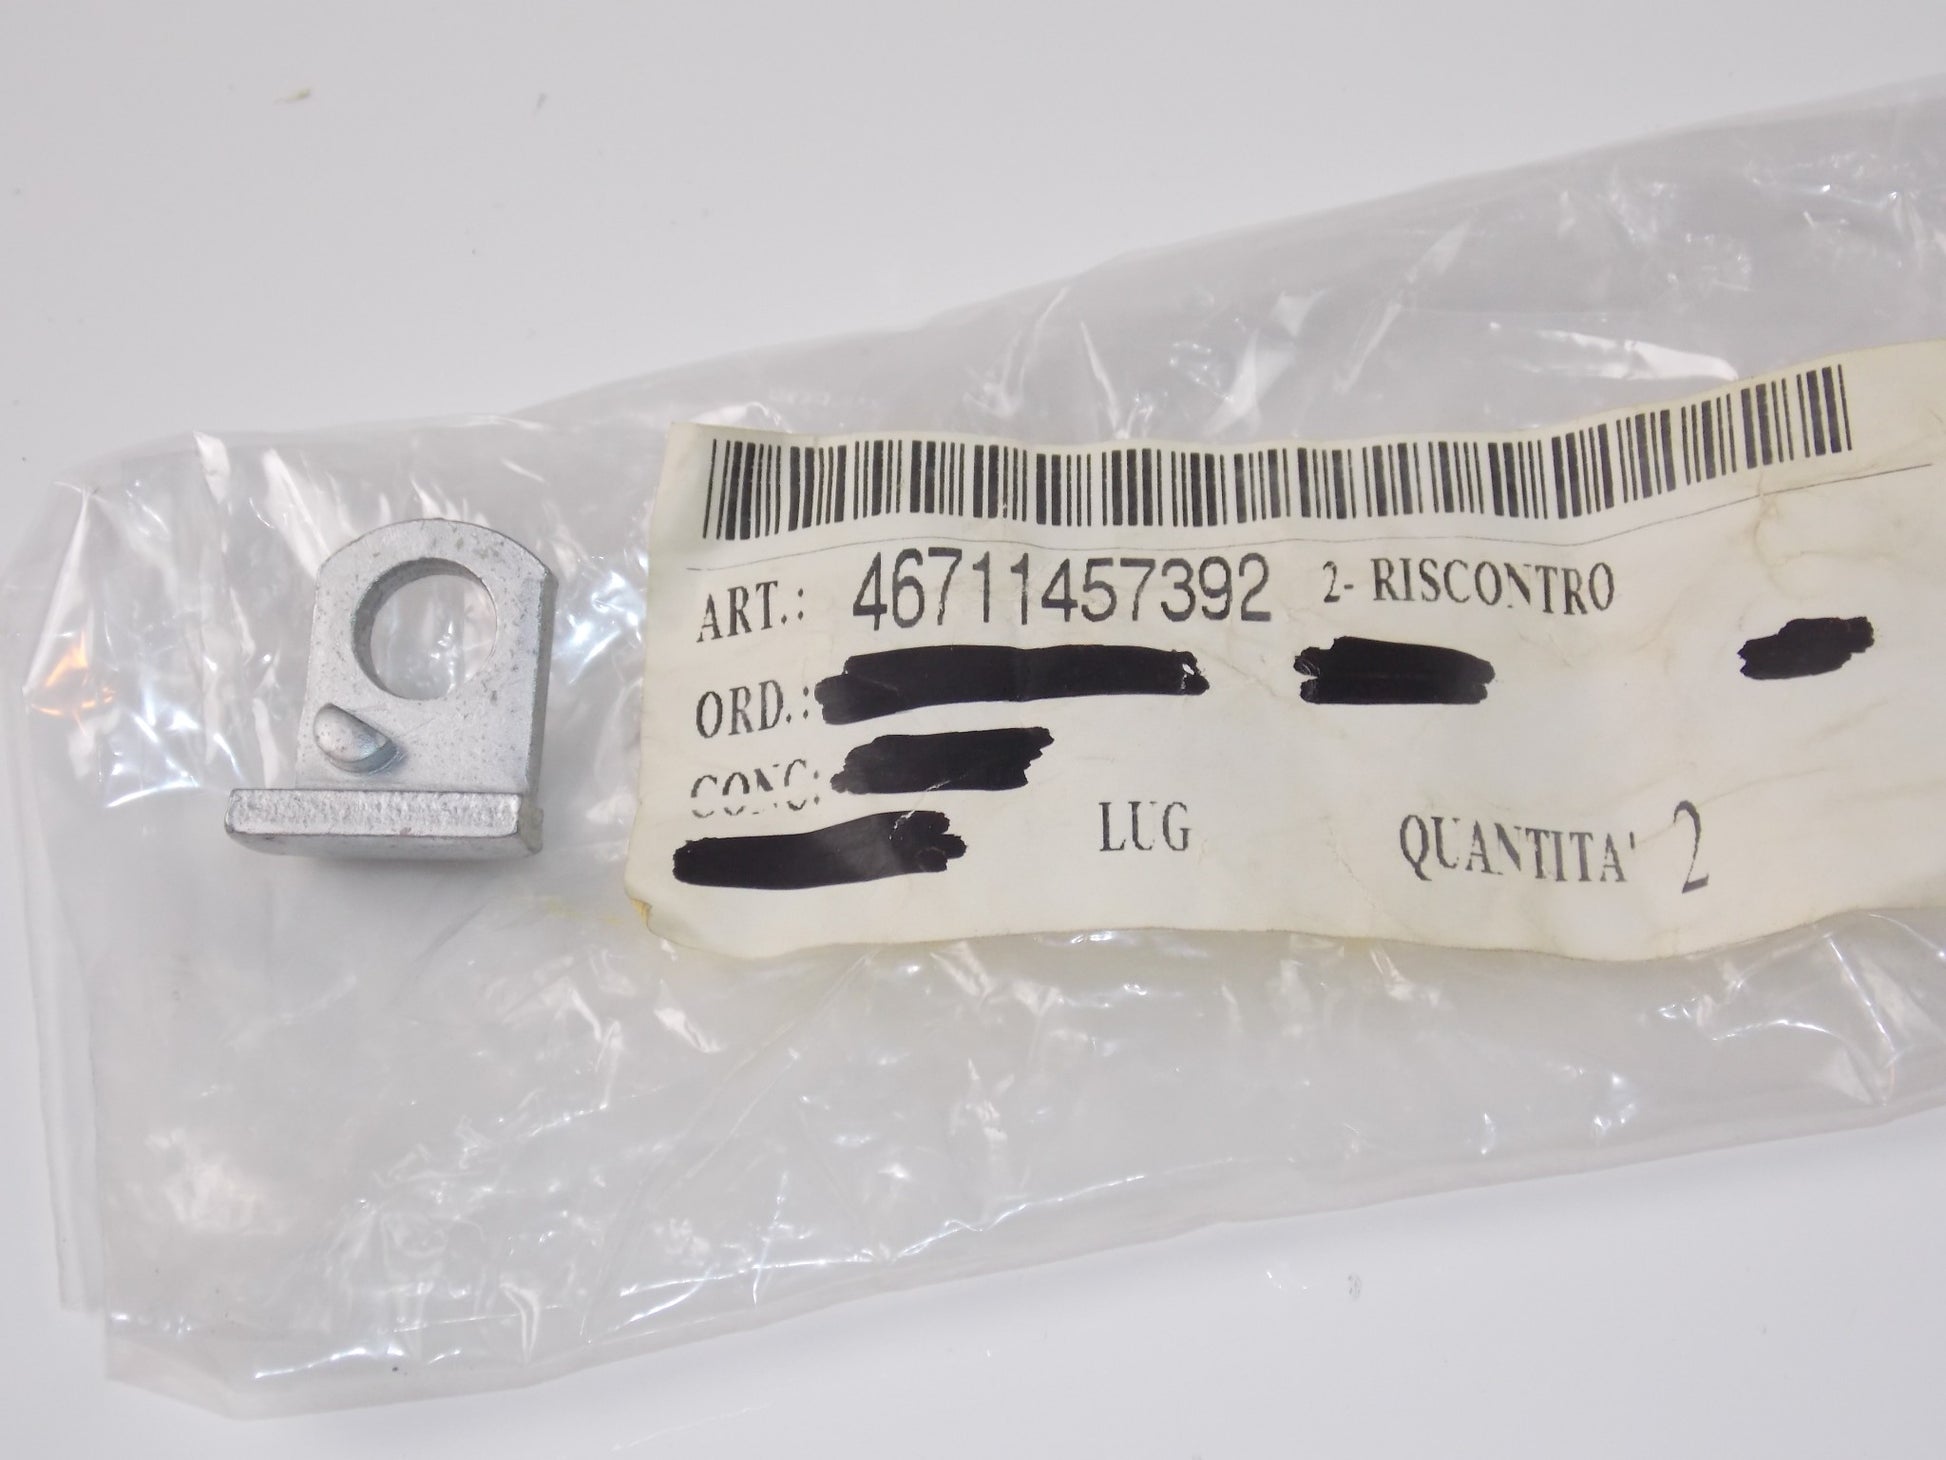 ART.: 46711457392 2- RISCONTRO
ORD.:
CONC:
LUG QUANTITA' 2